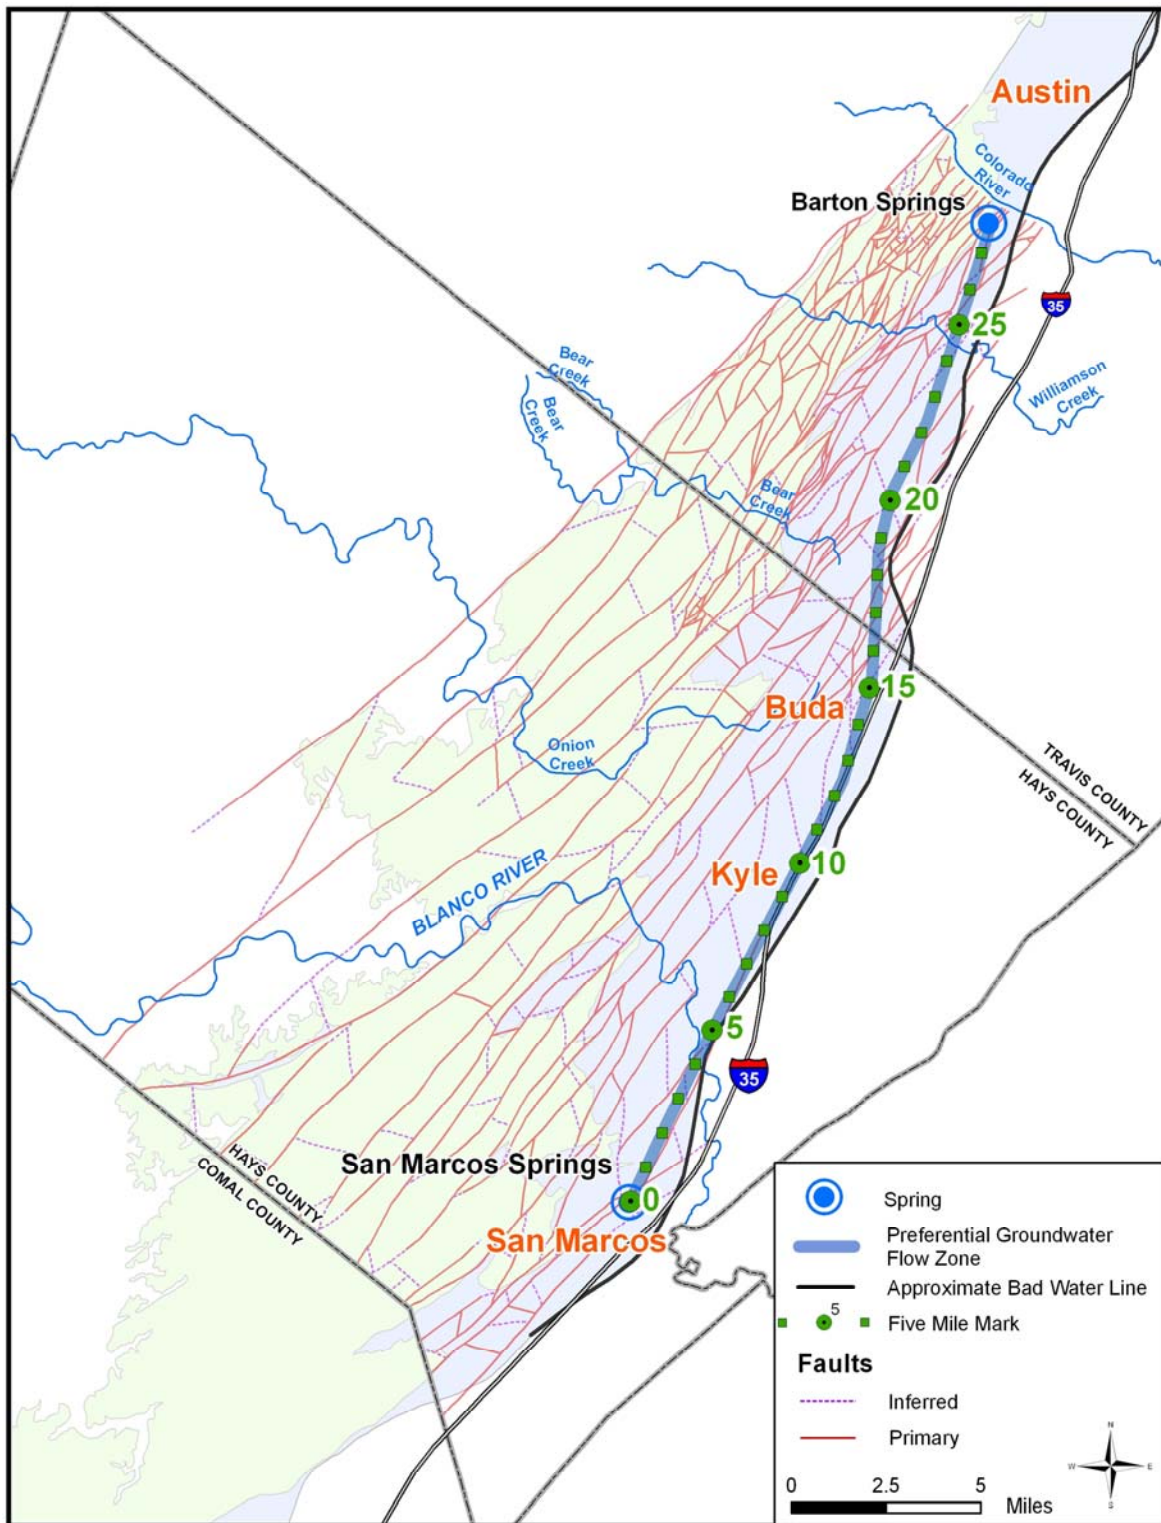 Austin
Colorado
River
Barton Springs
35
25
Bear
Creek
Bear
Creek
Williamson
Creek
Bear
Creek
20
15
Buda
Onion
Creek
TRAVIS COUNTY
HAYS COUNTY
10
Kyle
BLANCO RIVER
5
35
HAYS COUNTY
COMAL COUNTY
San Marcos Springs
0
San Marcos
Spring
Preferential Groundwater
Flow Zone
Approximate Bad Water Line
5
Five Mile Mark
Faults
Inferred
Primary
N
W E
S
0 2.5 5
Miles